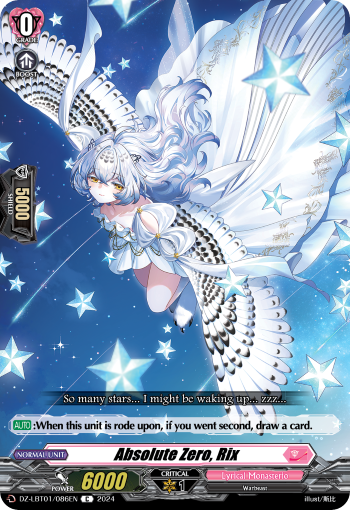 0
GRADE
BOOST
5000
SHIELD
So many stars... I might be waking up... zzz...
AUTO:When this unit is rode upon, if you went second, draw a card.
NORMAL UNIT
Absolute Zero, Rix
Lyrical Monasterio
POWER 6000
CRITICAL
1
Warbeast
DZ-LBT01/086EN C 2024
illust/斯比